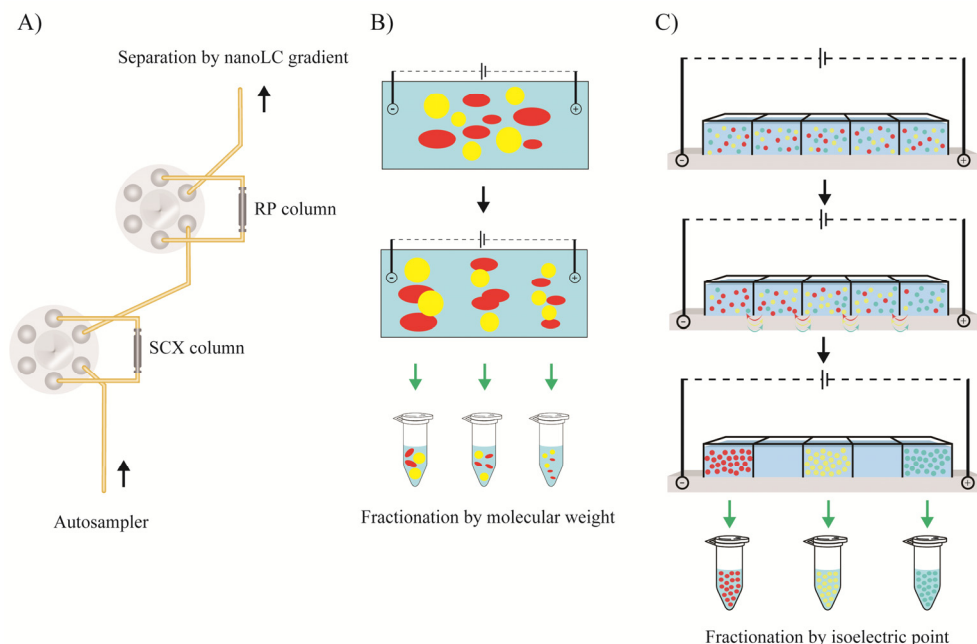 A)
Separation by nanoLC gradient
RP column
SCX column
Autosampler
B)
- +
- +
Fractionation by molecular weight
C)
- +
- +
- +
Fractionation by isoelectric point